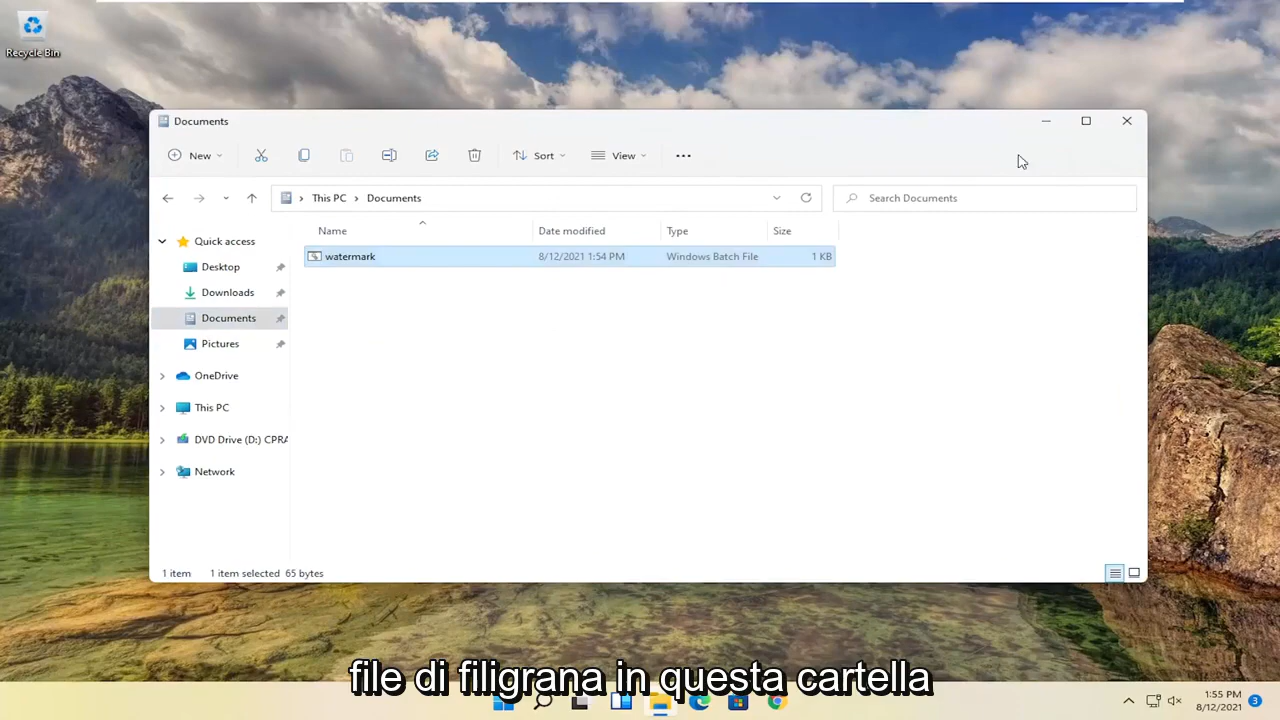 Recycle Bin
Documents
New
Sort
View
This PC
Documents
Search Documents
Name
Date modified
Type
Size
watermark
8/12/2021 1:54 PM
Windows Batch File
1 KB
Quick access
Desktop
Downloads
Documents
Pictures
OneDrive
This PC
DVD Drive (D:) CPRA
Network
1 item
1 item selected
65 bytes
file di filigrana in questa cartella
1:55 PM
8/12/2021
3